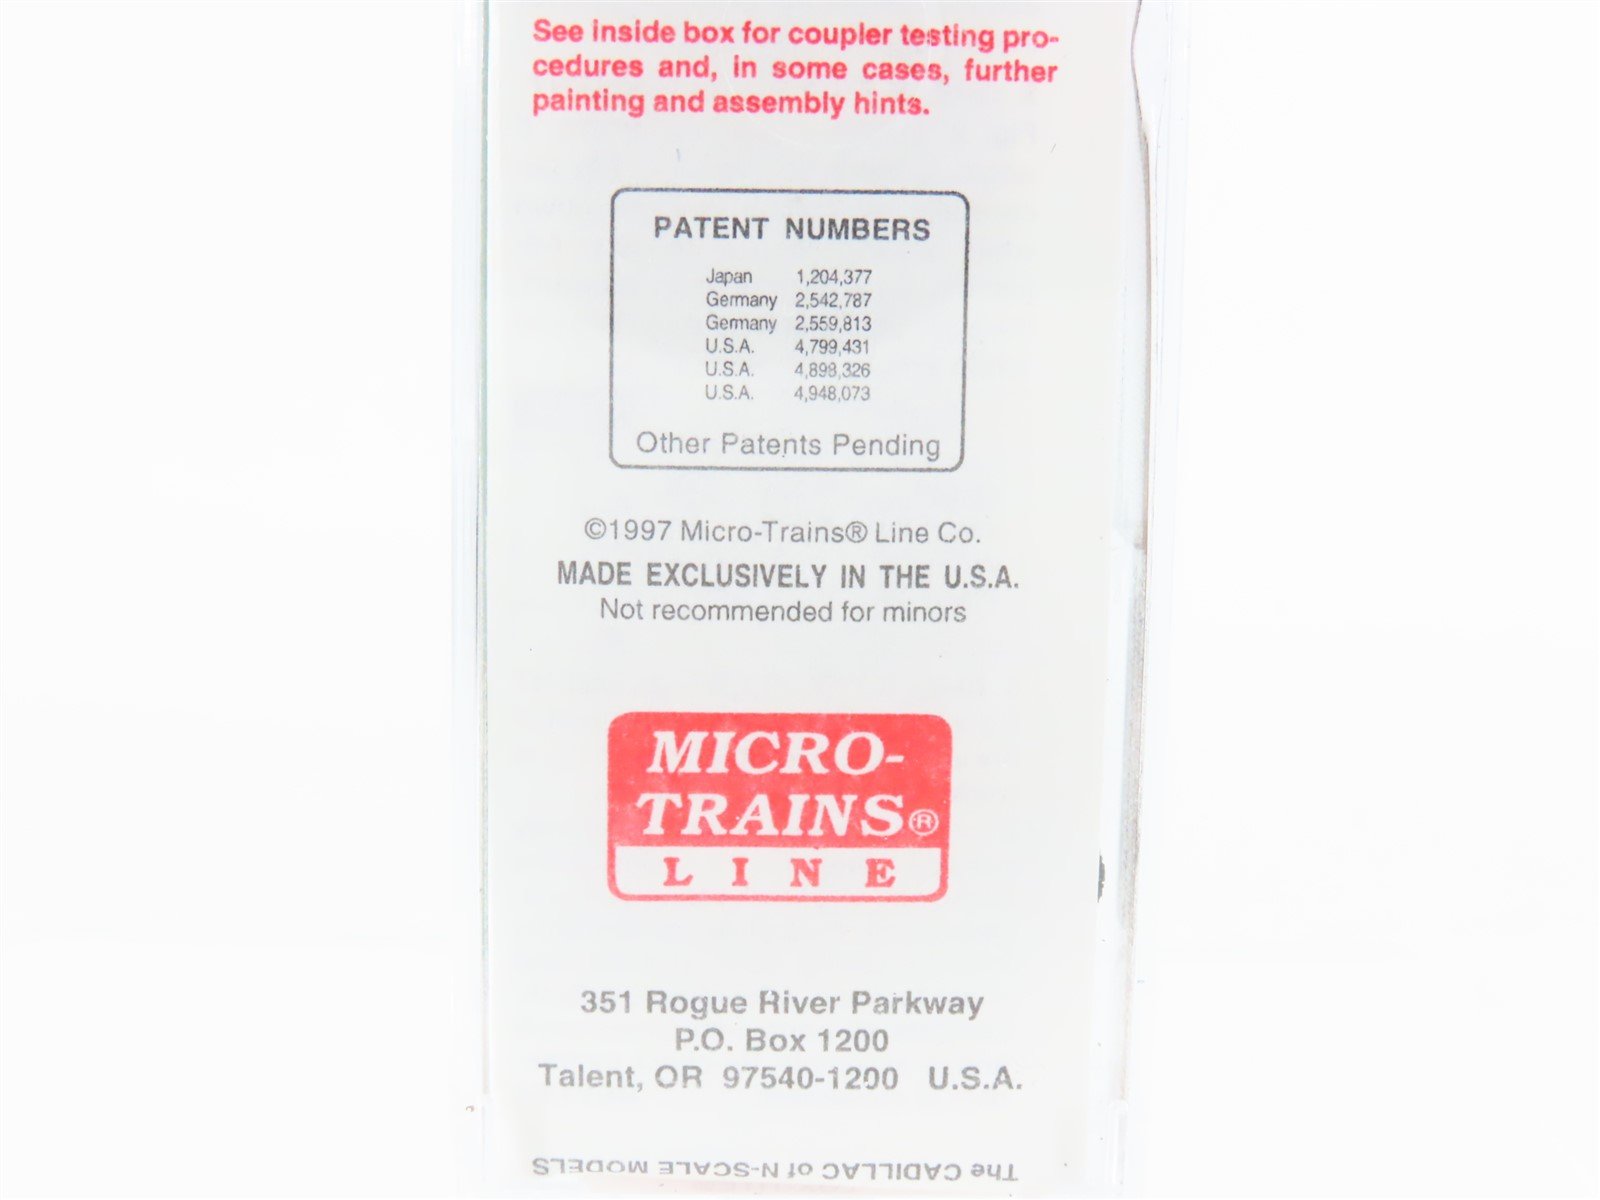 See inside box for coupler testing pro-
cedures and, in some cases, further
painting and assembly hints.
PATENT NUMBERS
Japan 1,204,377
Germany 2,542,787
Germany 2,559,813
U.S.A. 4,799,431
U.S.A. 4,898,326
U.S.A. 4,948,073
Other Patents Pending
©1997 Micro-Trains® Line Co.
MADE EXCLUSIVELY IN THE U.S.A.
Not recommended for minors
MICRO-
TRAINS®
LINE
351 Rogue River Parkway
P.O. Box 1200
Talent, OR 97540-1200 U.S.A.
The CADILLAC of N-SCALE MODELS